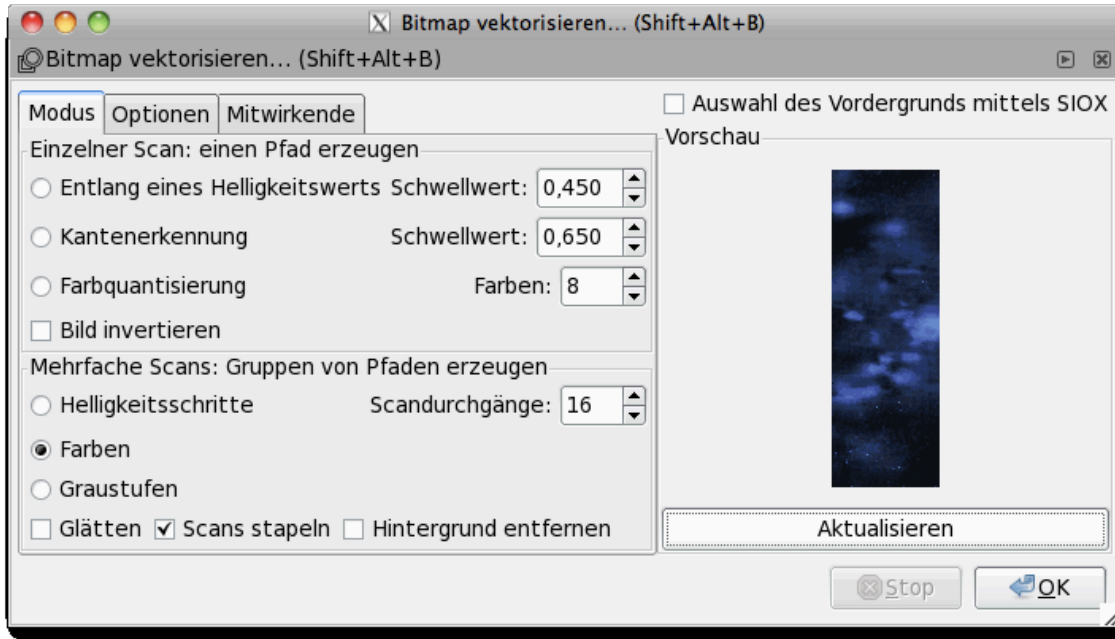 Bitmap vektorisieren... (Shift+Alt+B)
Bitmap vektorisieren... (Shift+Alt+B)
Modus Optionen Mitwirkende
Auswahl des Vordergrunds mittels SIOX
Vorschau
Einzelner Scan: einen Pfad erzeugen
Entlang eines Helligkeitswerts Schwellwert: 0,450
Kantenerkennung Schwellwert: 0,650
Farbquantisierung Farben: 8
Bild invertieren
Mehrfache Scans: Gruppen von Pfaden erzeugen
Helligkeitsschritte Scandurchgänge: 16
Farben
Graustufen
Glätten Scans stapeln Hintergrund entfernen
Aktualisieren
Stop OK